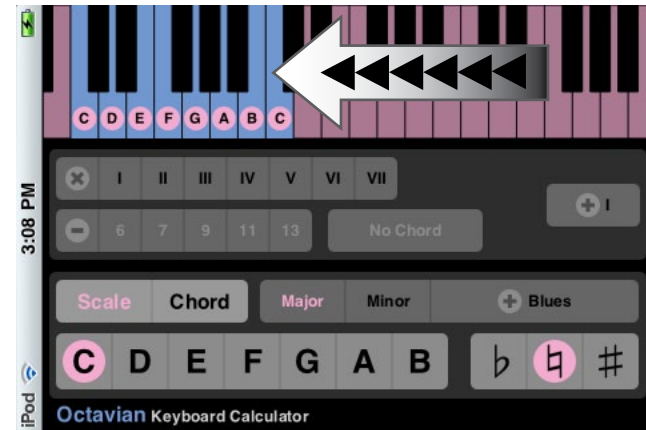 C D E F G A B C
I II III IV V VI VII
+ I
6 7 9 11 13 No Chord
Scale Chord Major Minor + Blues
C D E F G A B ♭ ♮ ♯
Octavian Keyboard Calculator
iPod 3:08 PM